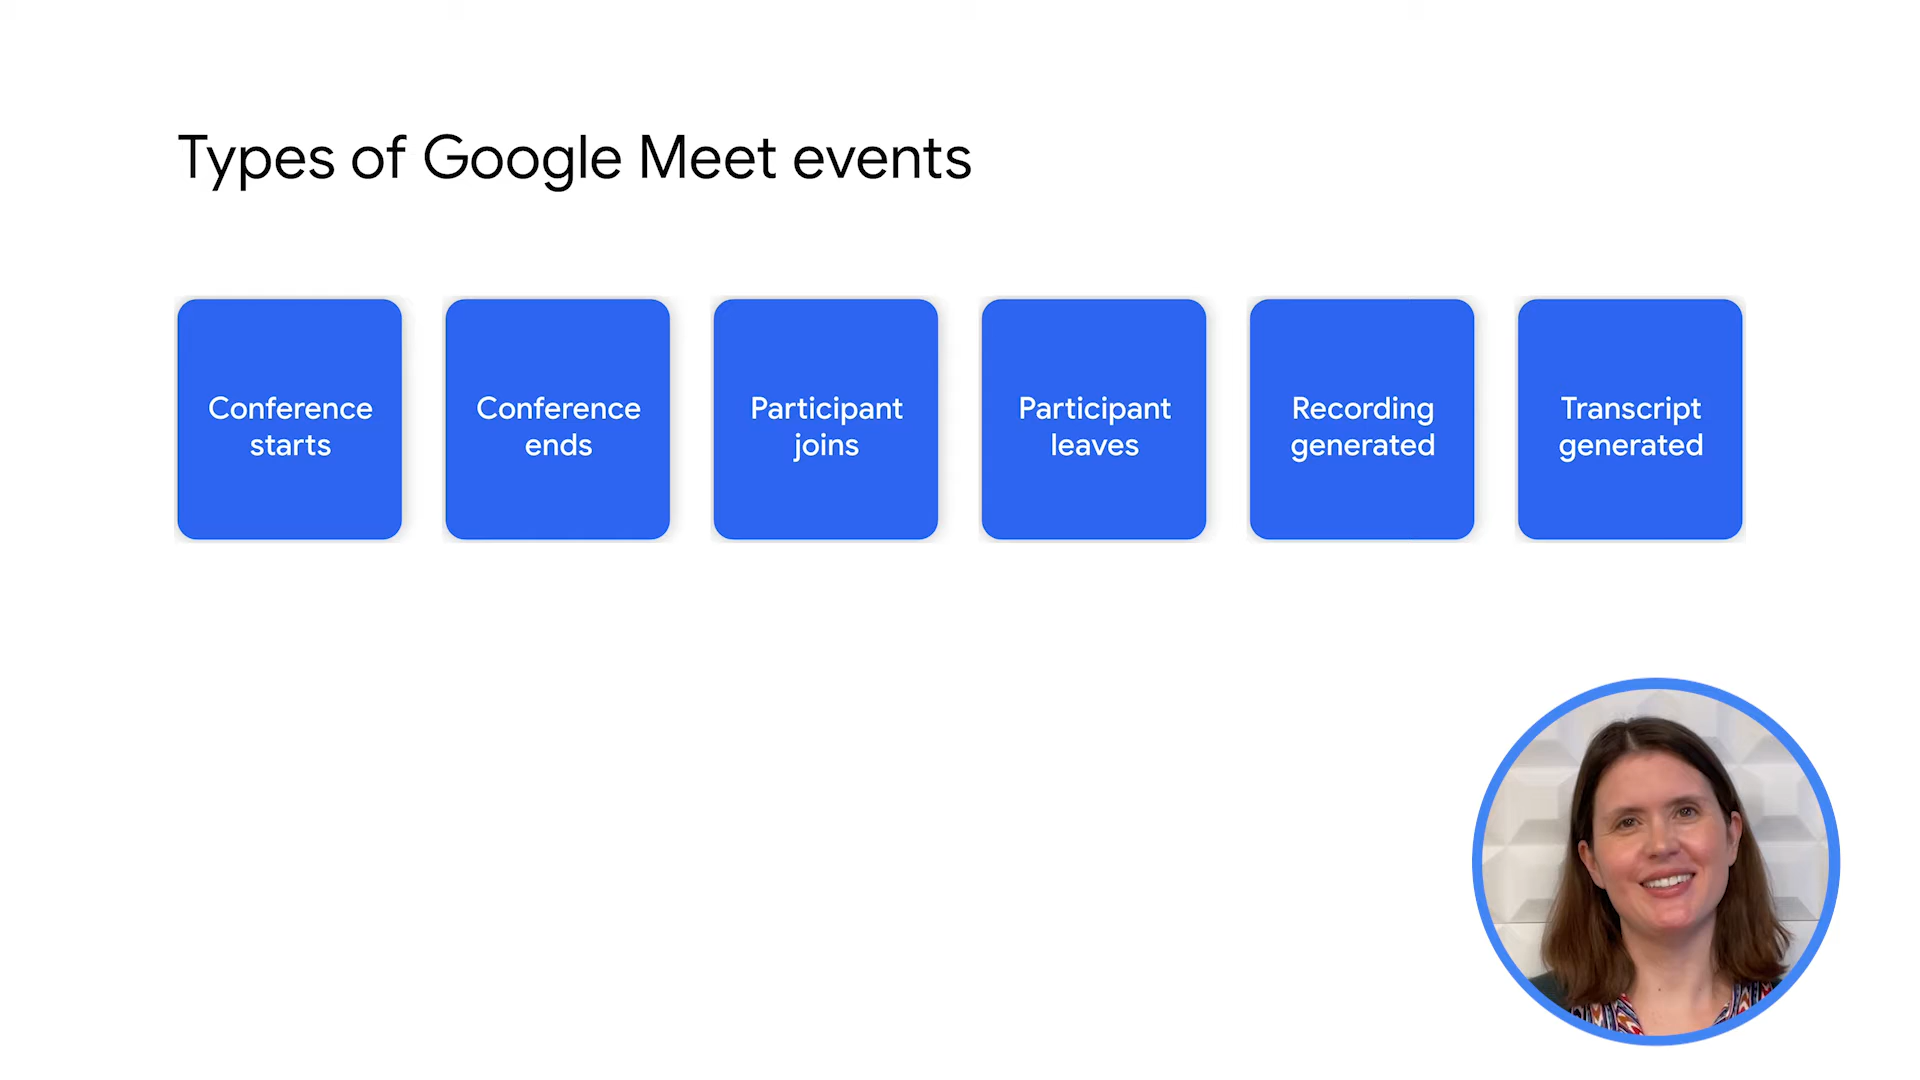 Types of Google Meet events
Conference
starts
Conference
ends
Participant
joins
Participant
leaves
Recording
generated
Transcript
generated